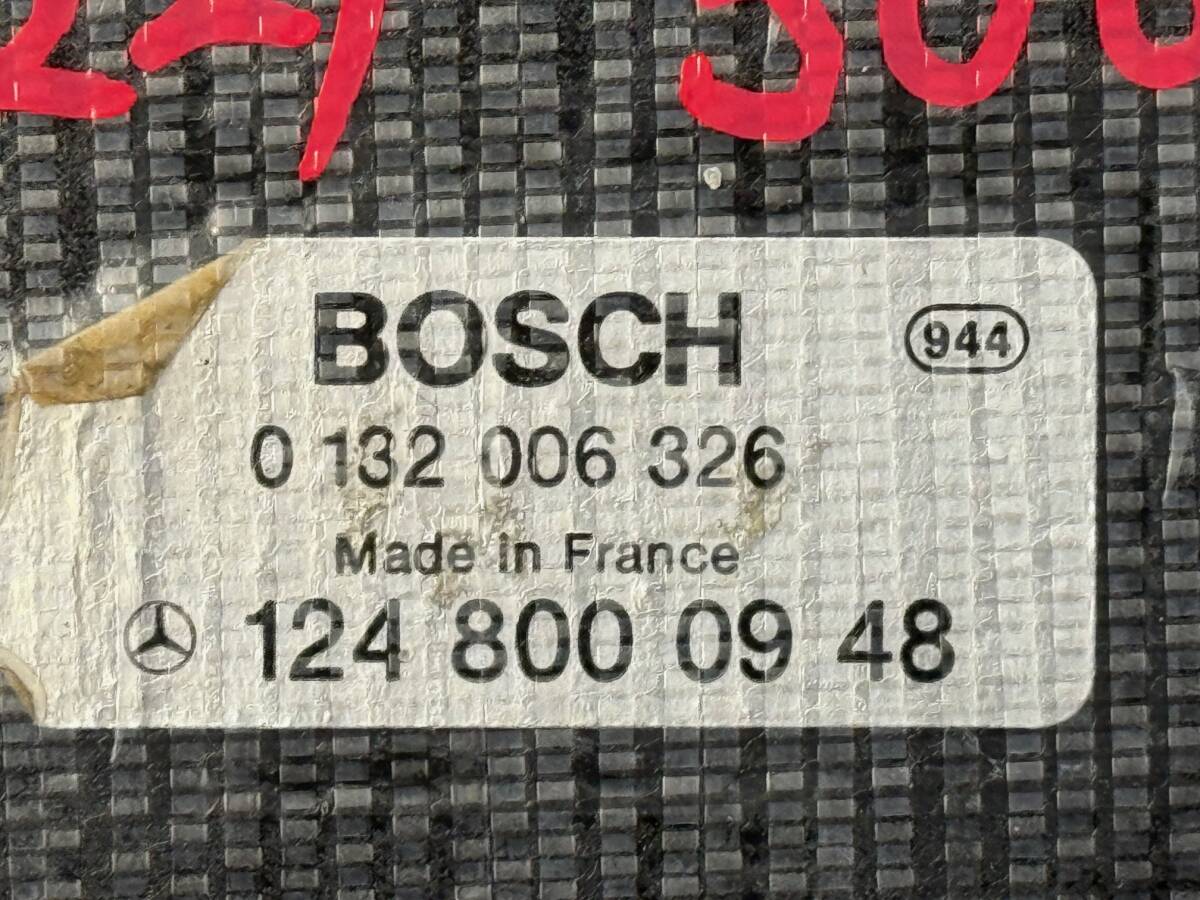 BOSCH 944
0 132 006 326
Made in France
124 800 09 48